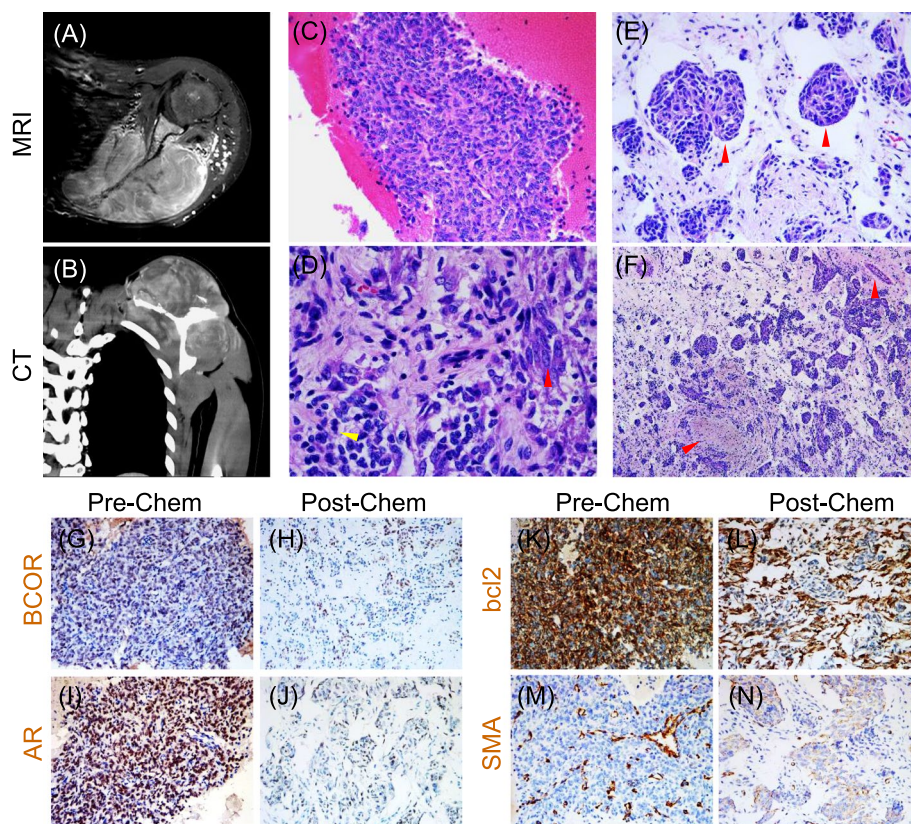 (A)
(C)
(E)
MRI
(B)
(D)
(F)
CT
Pre-Chem
Post-Chem
Pre-Chem
Post-Chem
(G)
(H)
(K)
(L)
BCOR
bcl2
(I)
(J)
(M)
(N)
AR
SMA